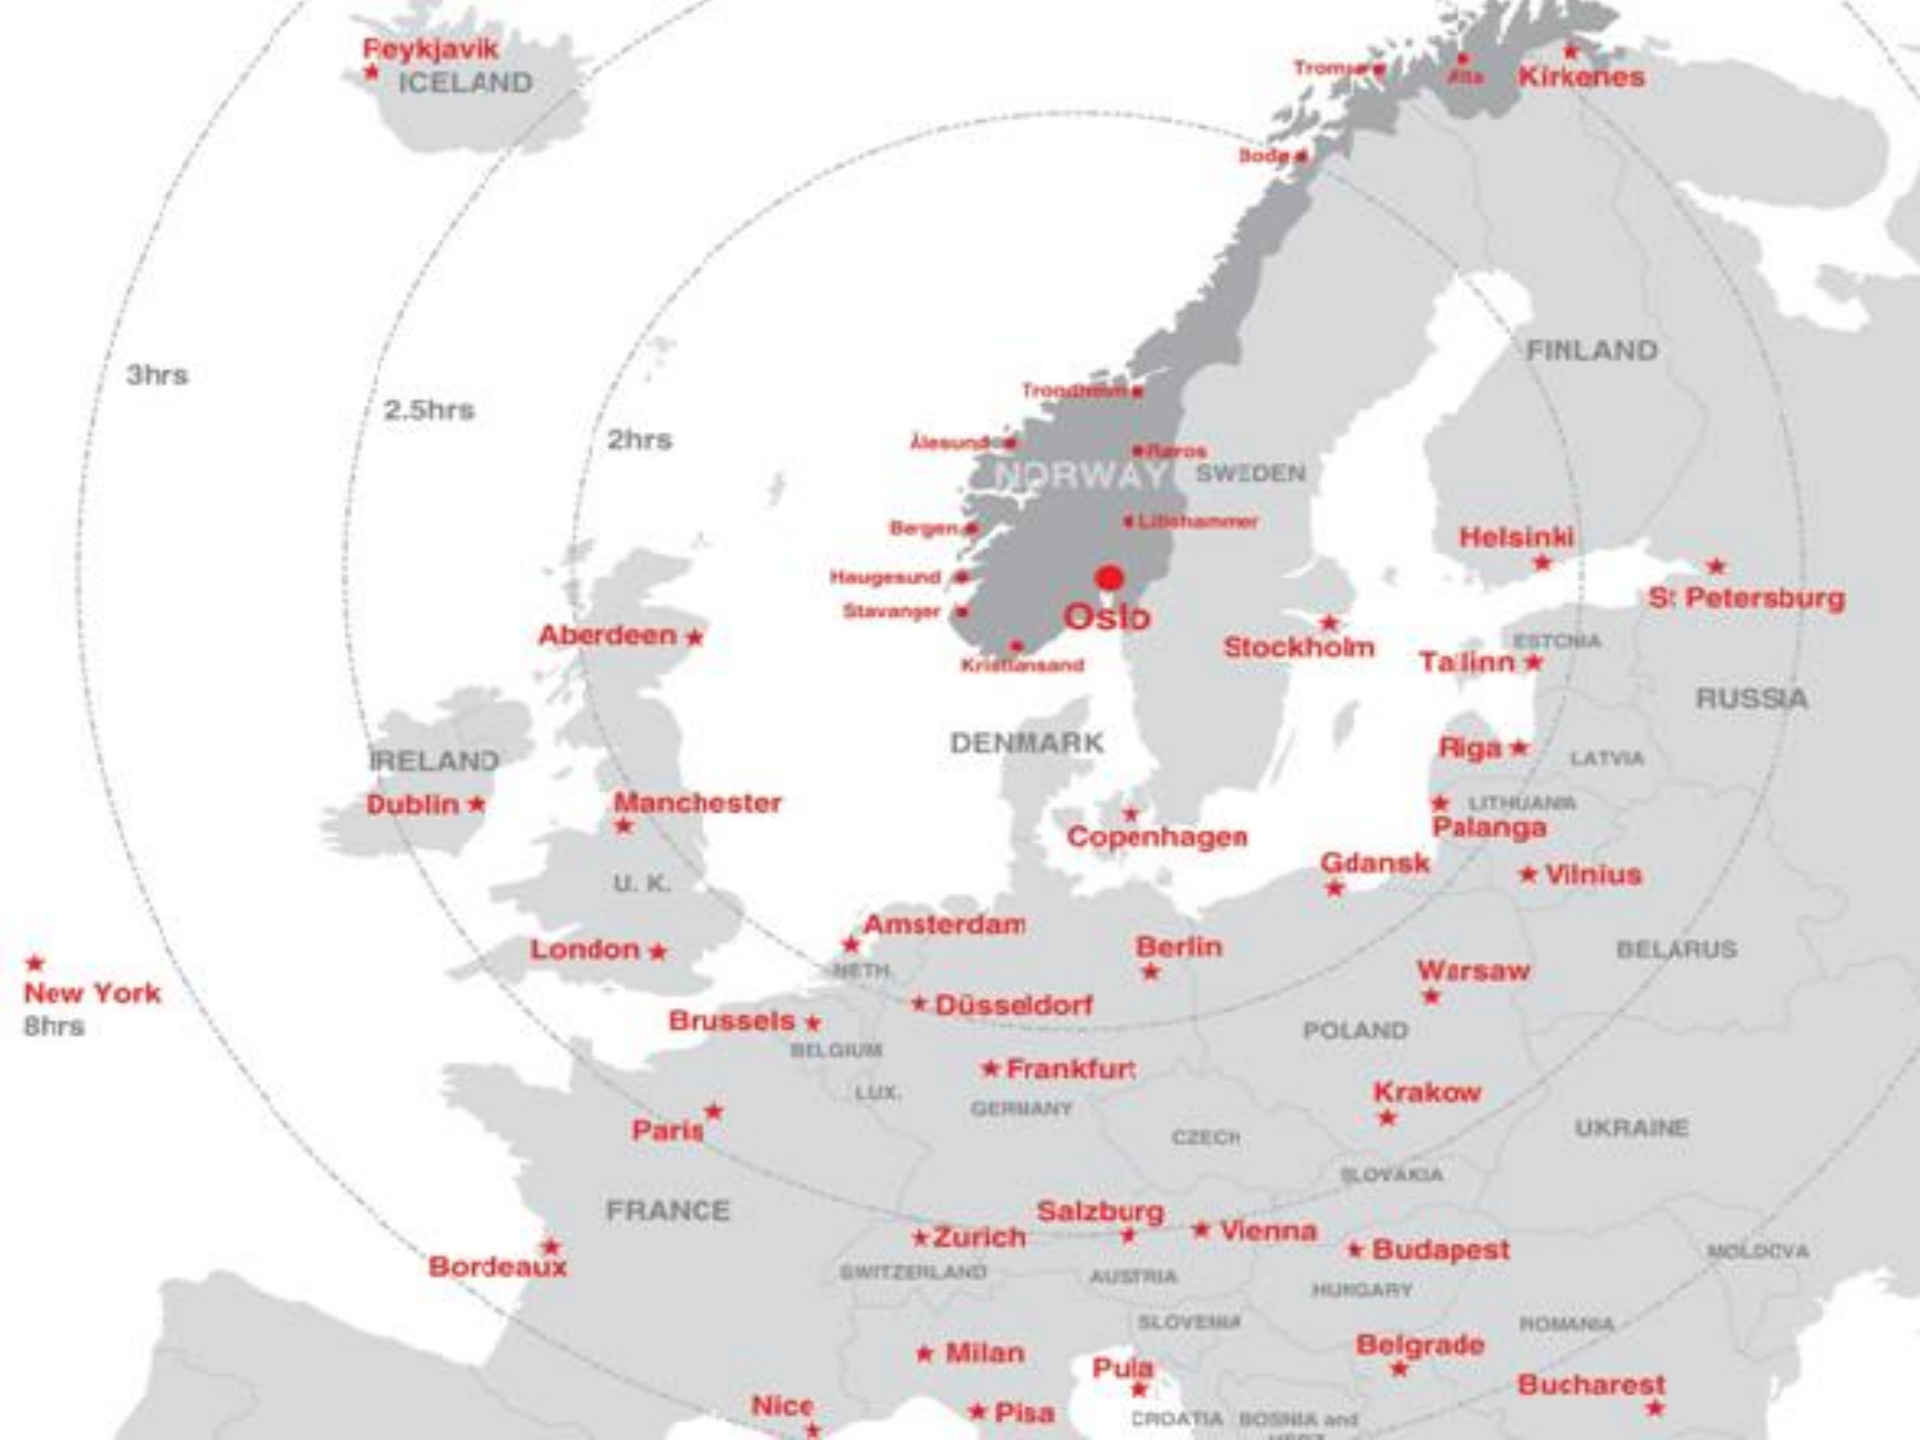 Reykjavik
ICELAND
Tromsø
Alta
Kirkenes
Bodø
3hrs
2.5hrs
2hrs
FINLAND
Trondheim
Ålesund
Røros
NORWAY
SWEDEN
Bergen
Lillehammer
Helsinki
Haugesund
Stavanger
Oslo
St Petersburg
Aberdeen
Kristiansand
Stockholm
ESTONIA
Tallinn
RUSSIA
DENMARK
IRELAND
Riga
LATVIA
Dublin
Manchester
LITHUANIA
Palanga
Copenhagen
Gdansk
Vilnius
U. K.
Amsterdam
London
Berlin
BELARUS
NETH.
Warsaw
New York
8hrs
Düsseldorf
Brussels
POLAND
BELGIUM
Frankfurt
LUX.
GERMANY
Krakow
Paris
CZECH
UKRAINE
SLOVAKIA
FRANCE
Salzburg
Zurich
Vienna
Budapest
MOLDOVA
Bordeaux
SWITZERLAND
AUSTRIA
HUNGARY
SLOVENIA
ROMANIA
Milan
Belgrade
Pula
Bucharest
Nice
Pisa
CROATIA
BOSNIA and
HERZ.